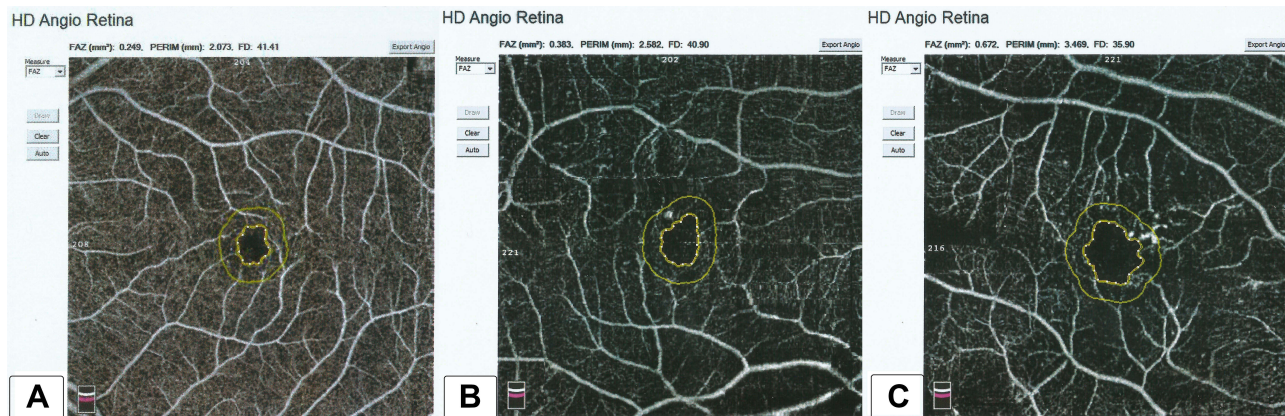 HD Angio Retina
FAZ (mm²): 0.249, PERIM (mm): 2.073, FD: 41.41
Export Angio
Measure
FAZ
201
Draw
Clear
Auto
208
A
HD Angio Retina
FAZ (mm²): 0.383, PERIM (mm): 2.582, FD: 40.90
Export Angio
Measure
FAZ
202
Draw
Clear
Auto
221
B
HD Angio Retina
FAZ (mm²): 0.672, PERIM (mm): 3.469, FD: 35.90
Export Angio
Measure
FAZ
221
Draw
Clear
Auto
216
C